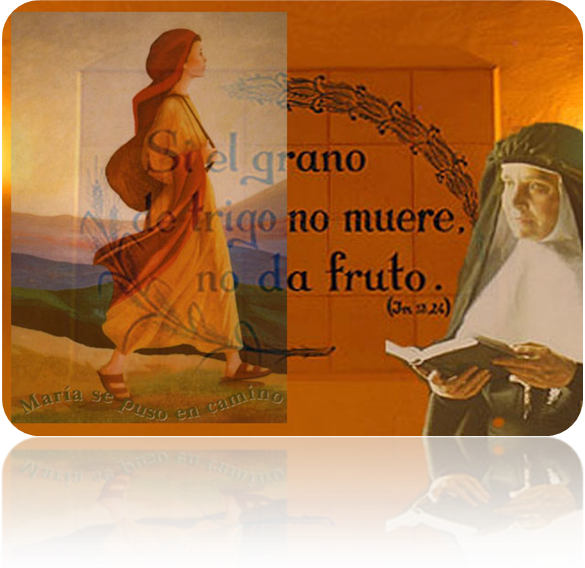 Si el grano
de trigo no muere,
no da fruto.
(Jn. 12,24)
María se puso en camino